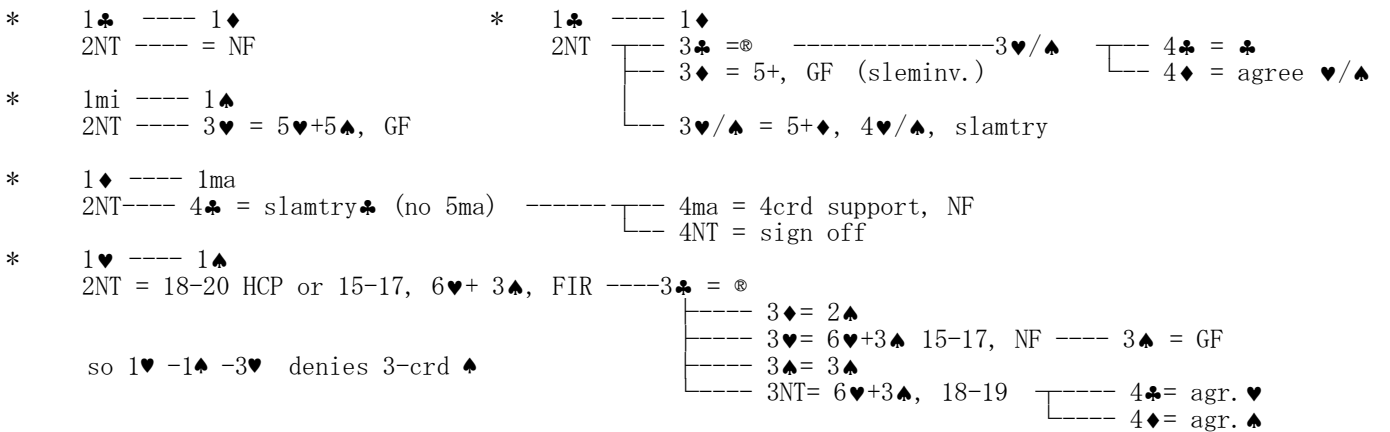 * 1♣ ---- 1♦ * 1♣ ---- 1♦
2NT ---- = NF 2NT ┬── 3♣ =® ---------------3♥/♠ ┬── 4♣ = ♣
├── 3♦ = 5+, GF (sleminv.) └── 4♦ = agree ♥/♠
* 1mi ---- 1♠ │
2NT ---- 3♥ = 5♥+5♠, GF └── 3♥/♠ = 5+♦, 4♥/♠, slamtry
* 1♦ ---- 1ma
2NT---- 4♣ = slamtry♣ (no 5ma) ------┬── 4ma = 4crd support, NF
└── 4NT = sign off
* 1♥ ---- 1♠
2NT = 18-20 HCP or 15-17, 6♥+ 3♠, FIR ----3♣ = ®
├---- 3♦= 2♠
├---- 3♥= 6♥+3♠ 15-17, NF ---- 3♠ = GF
so 1♥ -1♠ -3♥ denies 3-crd ♠ ├---- 3♠= 3♠
└---- 3NT= 6♥+3♠, 18-19 ┬---- 4♣= agr.♥
└---- 4♦= agr.♠